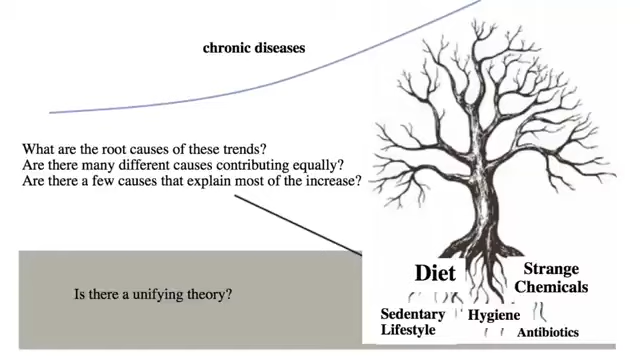 chronic diseases
What are the root causes of these trends?
Are there many different causes contributing equally?
Are there a few causes that explain most of the increase?
Is there a unifying theory?
Diet
Strange
Chemicals
Sedentary
Lifestyle
Hygiene
Antibiotics